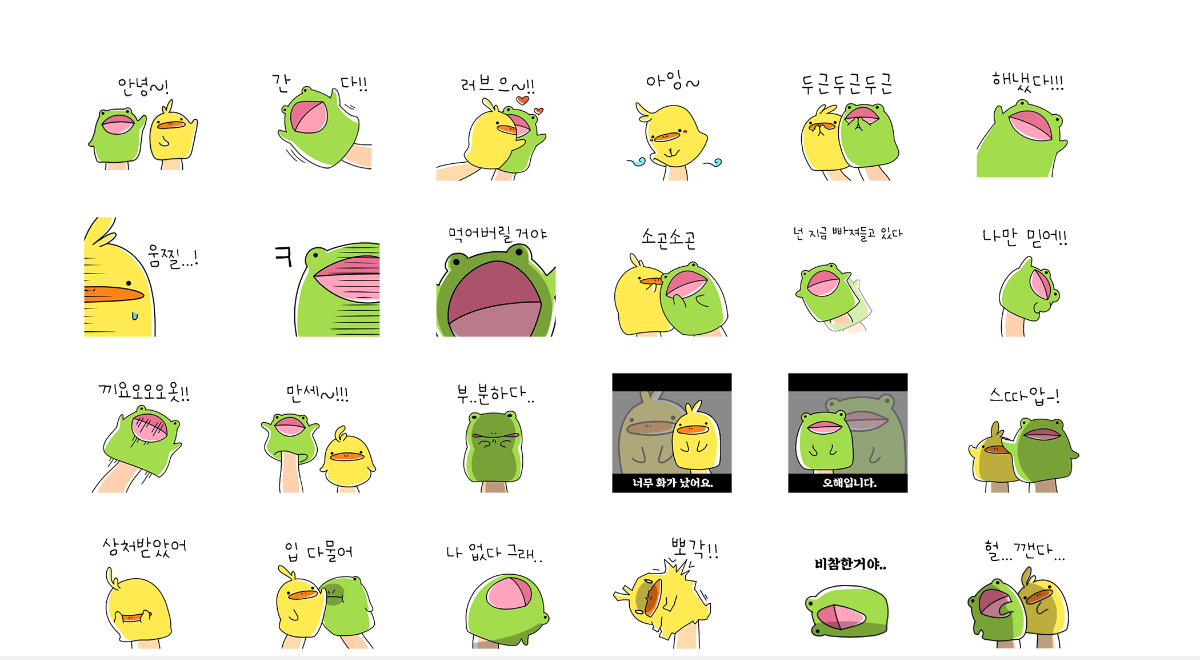 안녕~!
간 다!!
러브으~!!
아잉~
두근두근두근
해냈다!!!
움찔...!
ㅋ
먹어버릴거야
소곤소곤
넌 지금 빠져들고 있다
나만 믿어!!
끼요오오오옷!!
만세~!!!
부..분하다..
너무 화가 났어요.
오해입니다.
스따압-!
상처받았어
입 다물어
나 없다 그래..
뽀각!!
비참한거야..
헐...깬다...